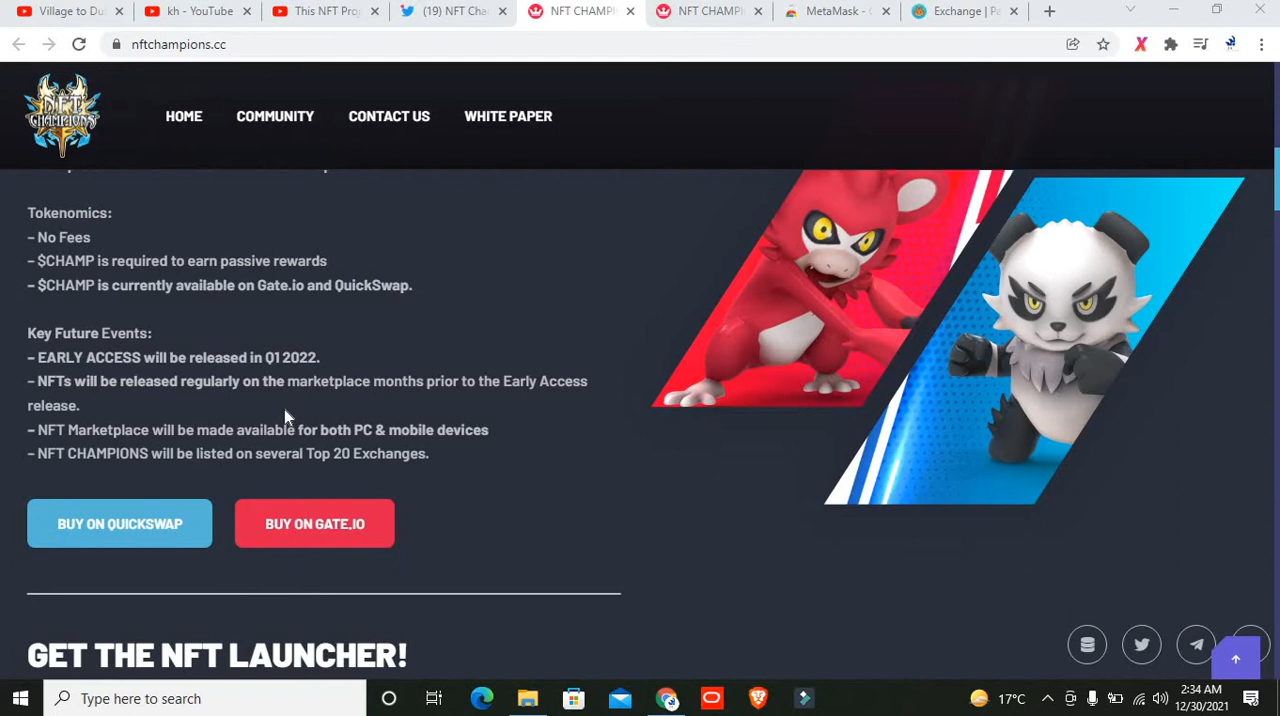 Village to Du
kh - YouTube
This NFT Pro
(19) NFT Cha
NFT CHAMPI
NFT CHAMPI
MetaMask - C
Exchange | Pa
nftchampions.cc
NFT
CHAMPIONS
HOME
COMMUNITY
CONTACT US
WHITE PAPER
Tokenomics:
– No Fees
– $CHAMP is required to earn passive rewards
– $CHAMP is currently available on Gate.io and QuickSwap.
Key Future Events:
– EARLY ACCESS will be released in Q1 2022.
– NFTs will be released regularly on the marketplace months prior to the Early Access
release.
– NFT Marketplace will be made available for both PC & mobile devices
– NFT CHAMPIONS will be listed on several Top 20 Exchanges.
BUY ON QUICKSWAP
BUY ON GATE.IO
GET THE NFT LAUNCHER!
Type here to search
17°C
2:34 AM
12/30/2021